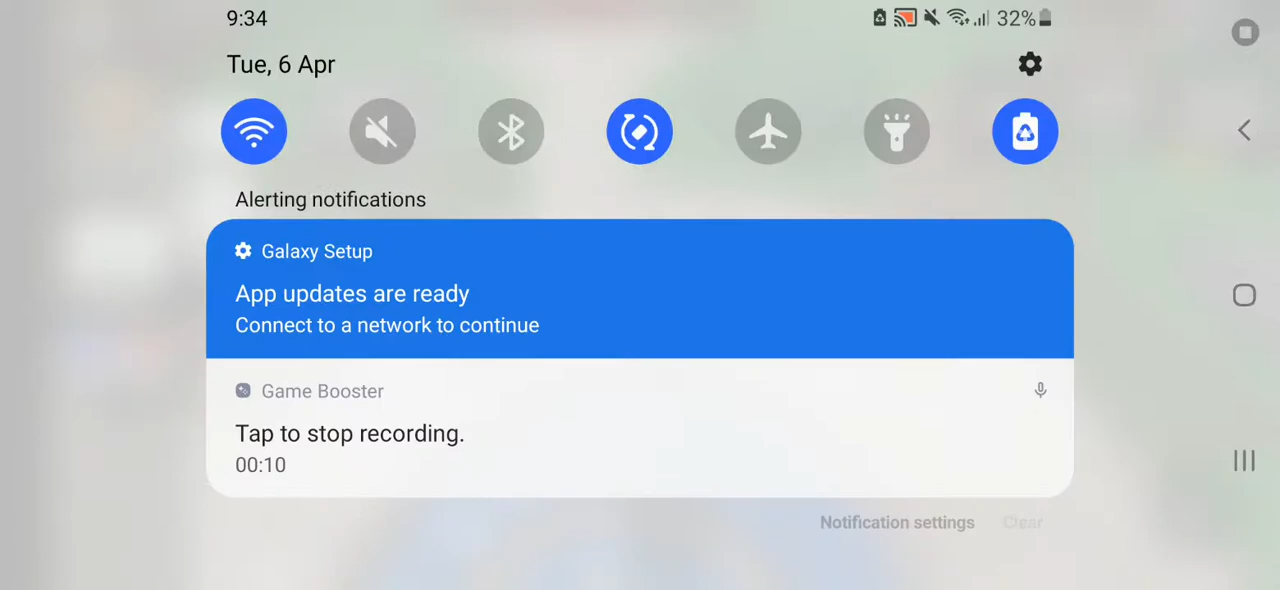 9:34
32%
Tue, 6 Apr
Alerting notifications
Galaxy Setup
App updates are ready
Connect to a network to continue
Game Booster
Tap to stop recording.
00:10
Notification settings
Clear